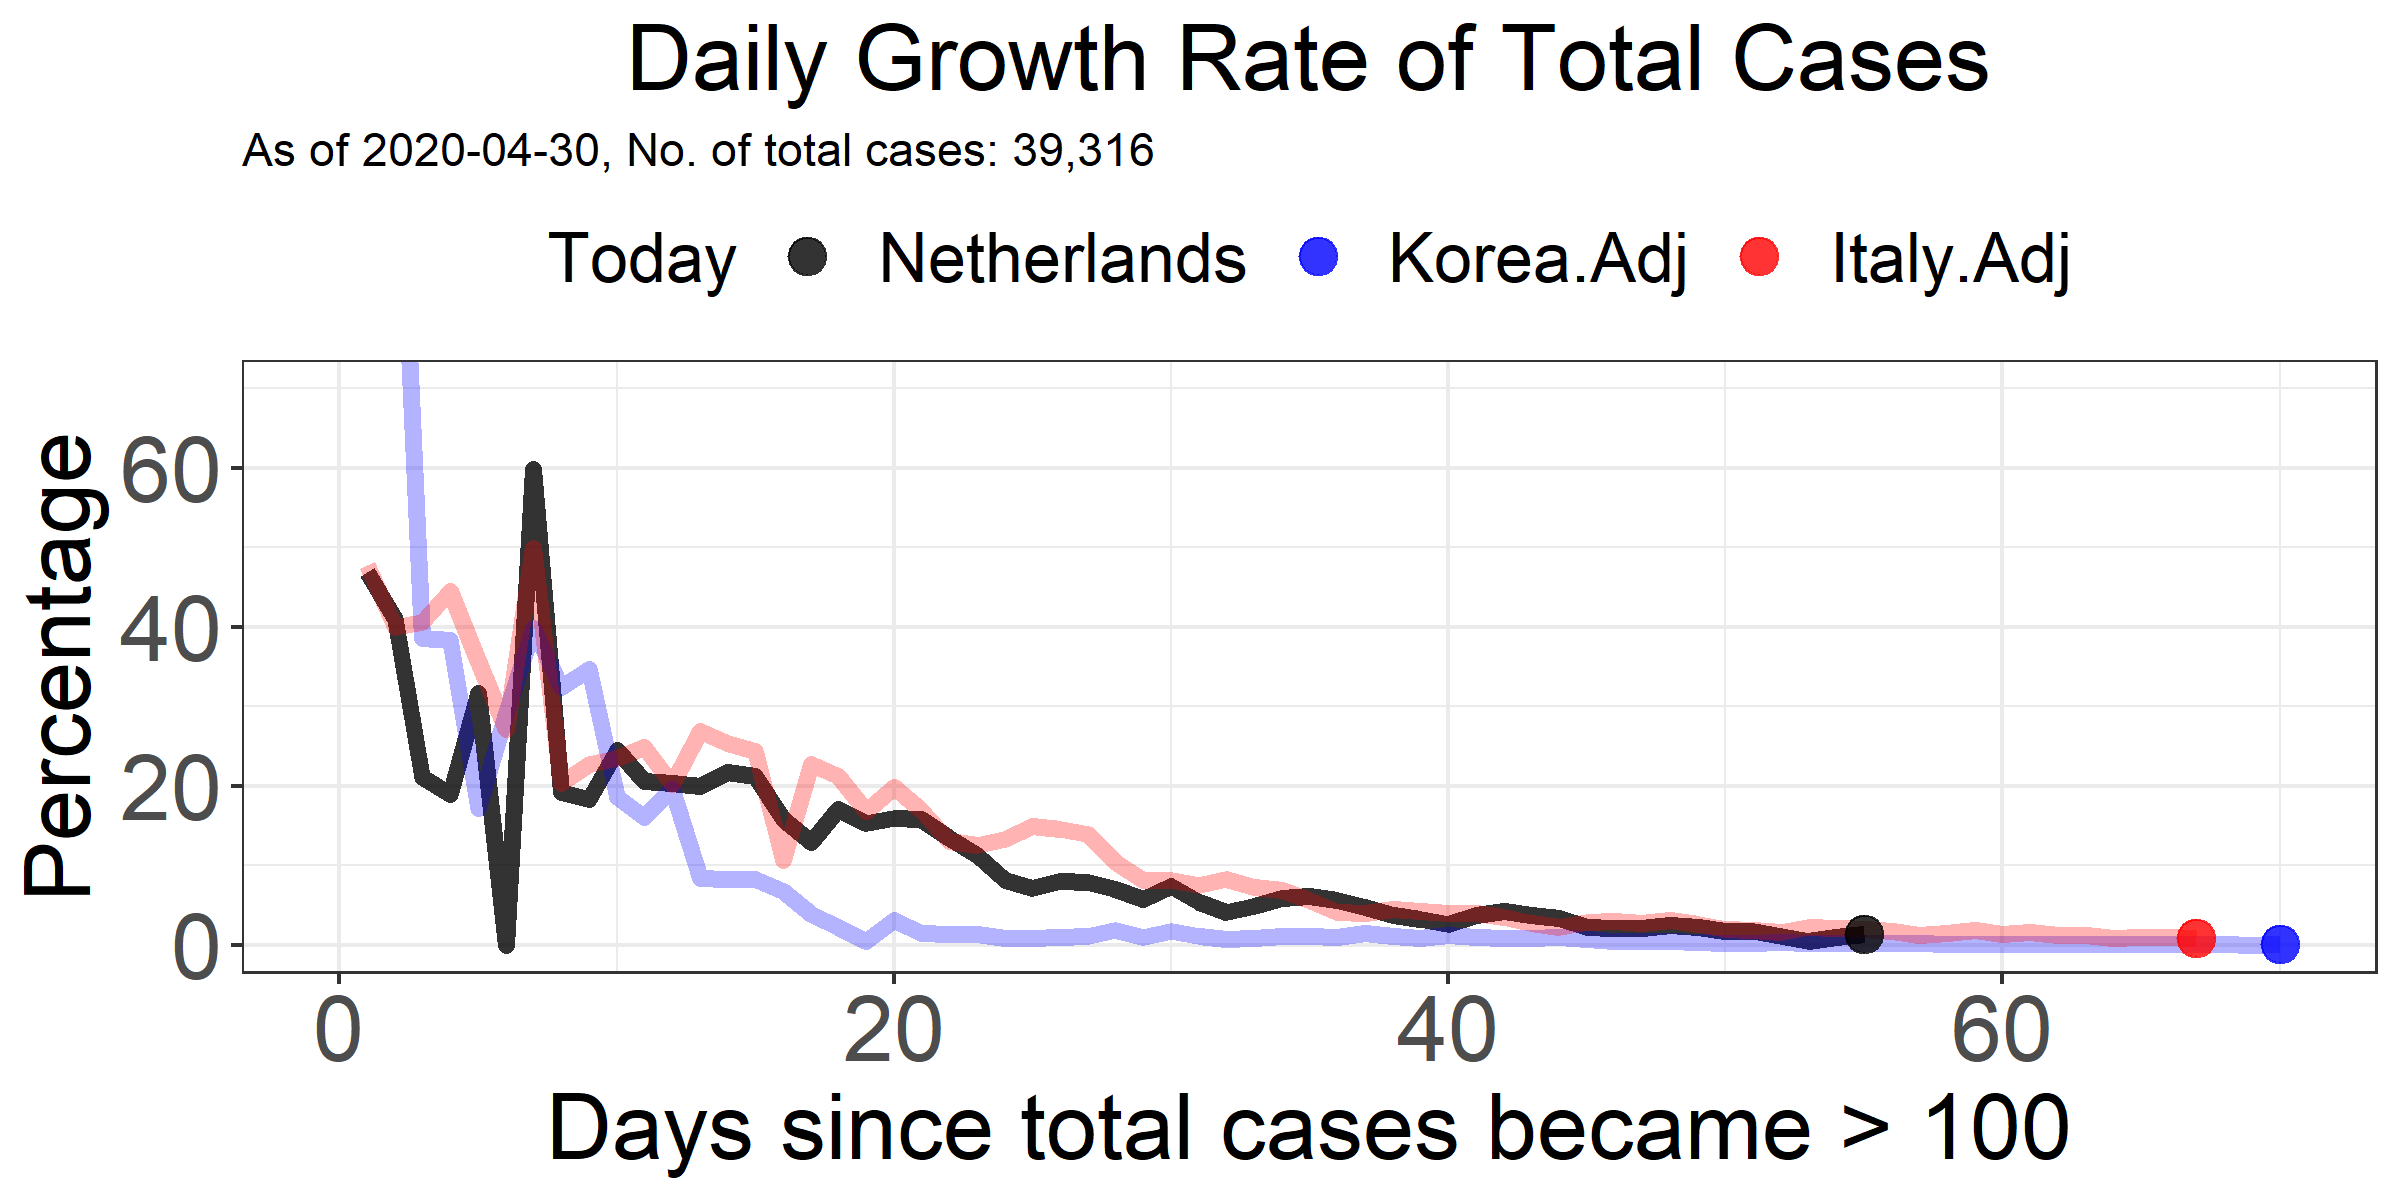 Daily Growth Rate of Total Cases
As of 2020-04-30, No. of total cases: 39,316
Today Netherlands Korea.Adj Italy.Adj
Percentage
60
40
20
0
0 20 40 60
Days since total cases became > 100